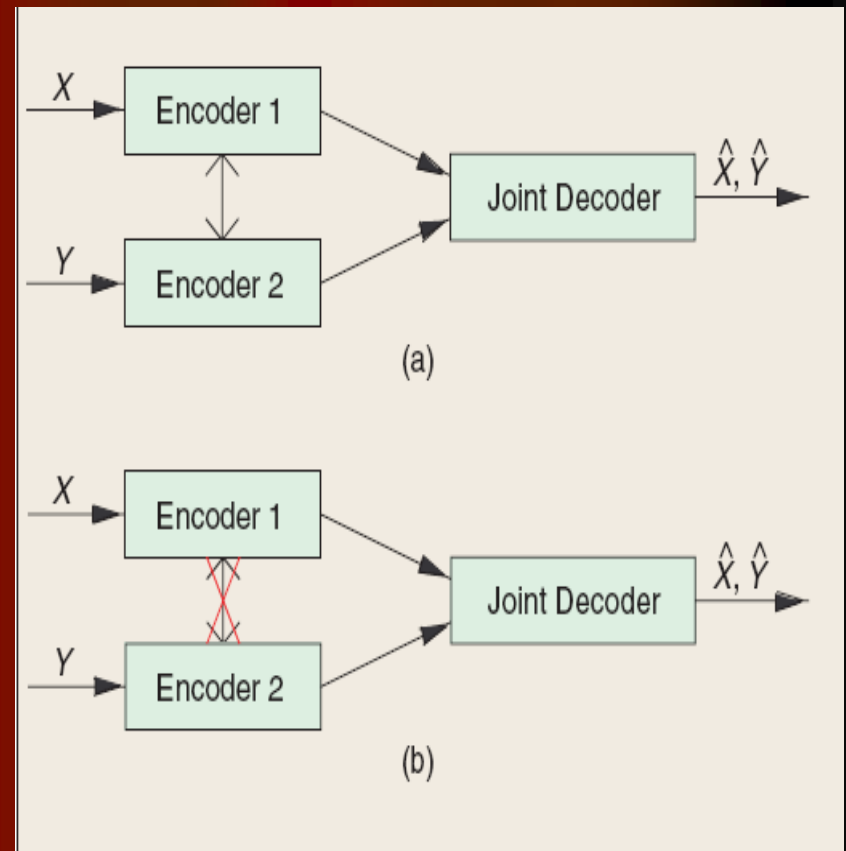 X
Encoder 1
Joint Decoder
X̂, Ŷ
Y
Encoder 2
(a)
X
Encoder 1
Joint Decoder
X̂, Ŷ
Y
Encoder 2
(b)